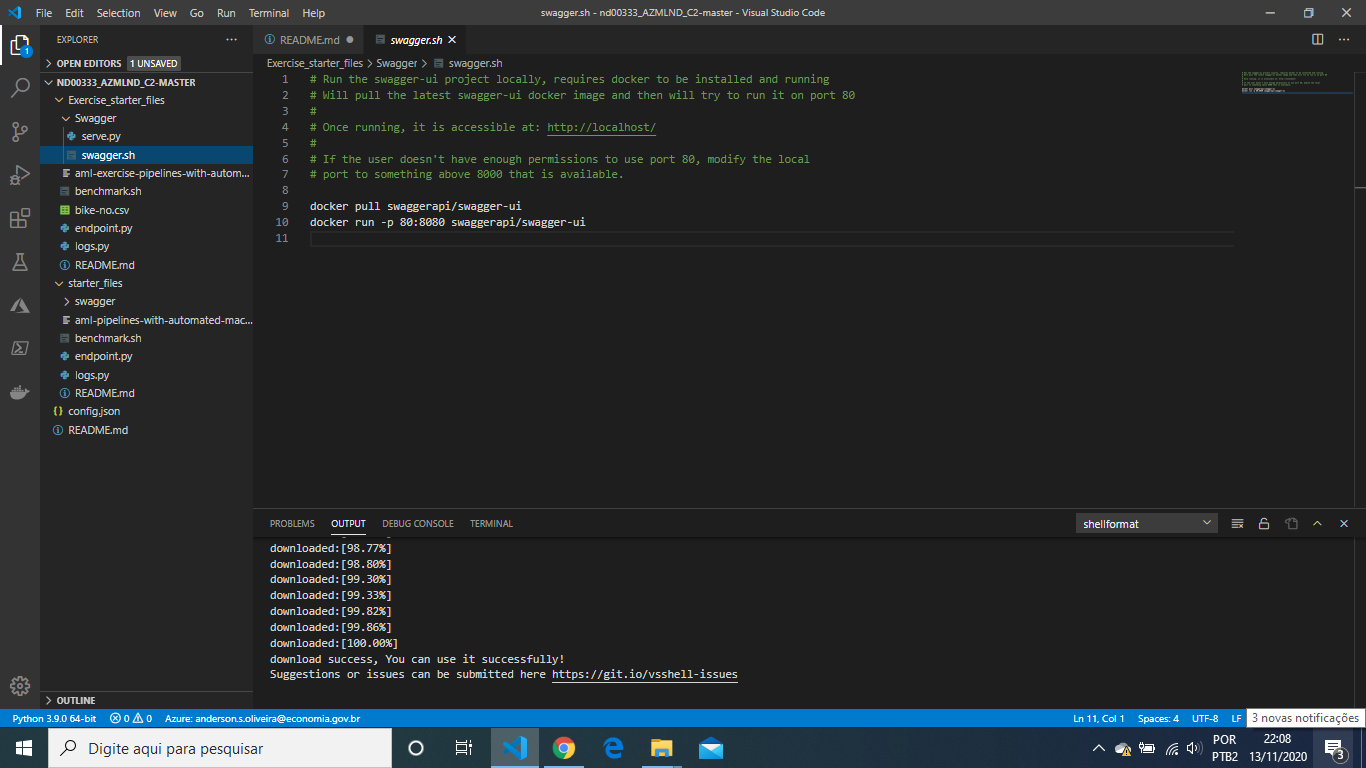 File Edit Selection View Go Run Terminal Help
swagger.sh - nd00333_AZMLND_C2-master - Visual Studio Code
EXPLORER
OPEN EDITORS 1 UNSAVED
ND00333_AZMLND_C2-MASTER
Exercise_starter_files
Swagger
serve.py
swagger.sh
aml-exercise-pipelines-with-autom...
benchmark.sh
bike-no.csv
endpoint.py
logs.py
README.md
starter_files
swagger
aml-pipelines-with-automated-mac...
benchmark.sh
endpoint.py
logs.py
README.md
config.json
README.md
OUTLINE
README.md swagger.sh
Exercise_starter_files > Swagger > swagger.sh
1 # Run the swagger-ui project locally, requires docker to be installed and running
2 # Will pull the latest swagger-ui docker image and then will try to run it on port 80
3 #
4 # Once running, it is accessible at: http://localhost/
5 #
6 # If the user doesn't have enough permissions to use port 80, modify the local
7 # port to something above 8000 that is available.
8
9 docker pull swaggerapi/swagger-ui
10 docker run -p 80:8080 swaggerapi/swagger-ui
11
PROBLEMS OUTPUT DEBUG CONSOLE TERMINAL
shellformat
downloaded:[98.77%]
downloaded:[98.80%]
downloaded:[99.30%]
downloaded:[99.33%]
downloaded:[99.82%]
downloaded:[99.86%]
downloaded:[100.00%]
download success, You can use it successfully!
Suggestions or issues can be submitted here https://git.io/vsshell-issues
Python 3.9.0 64-bit 0 0 Azure: anderson.s.oliveira@economia.gov.br
Ln 11, Col 1 Spaces: 4 UTF-8 LF
3 novas notificações
Digite aqui para pesquisar
POR
PTB2
22:08
13/11/2020
3
1